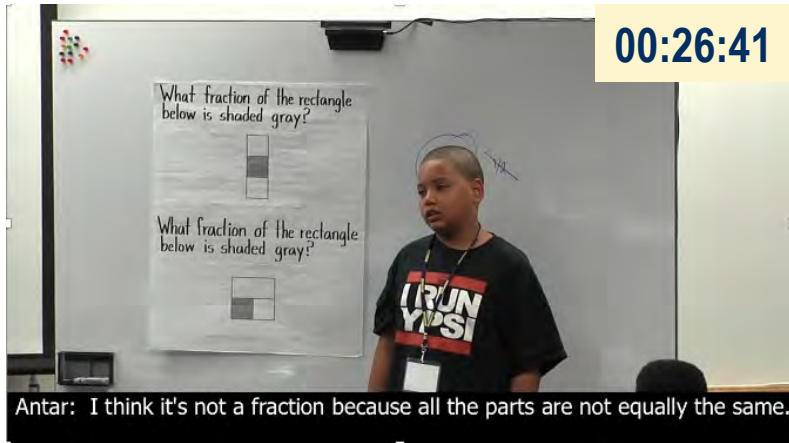 00:26:41
What fraction of the rectangle
below is shaded gray?
What fraction of the rectangle
below is shaded gray?
I RUN
YPSI
Antar: I think it's not a fraction because all the parts are not equally the same.